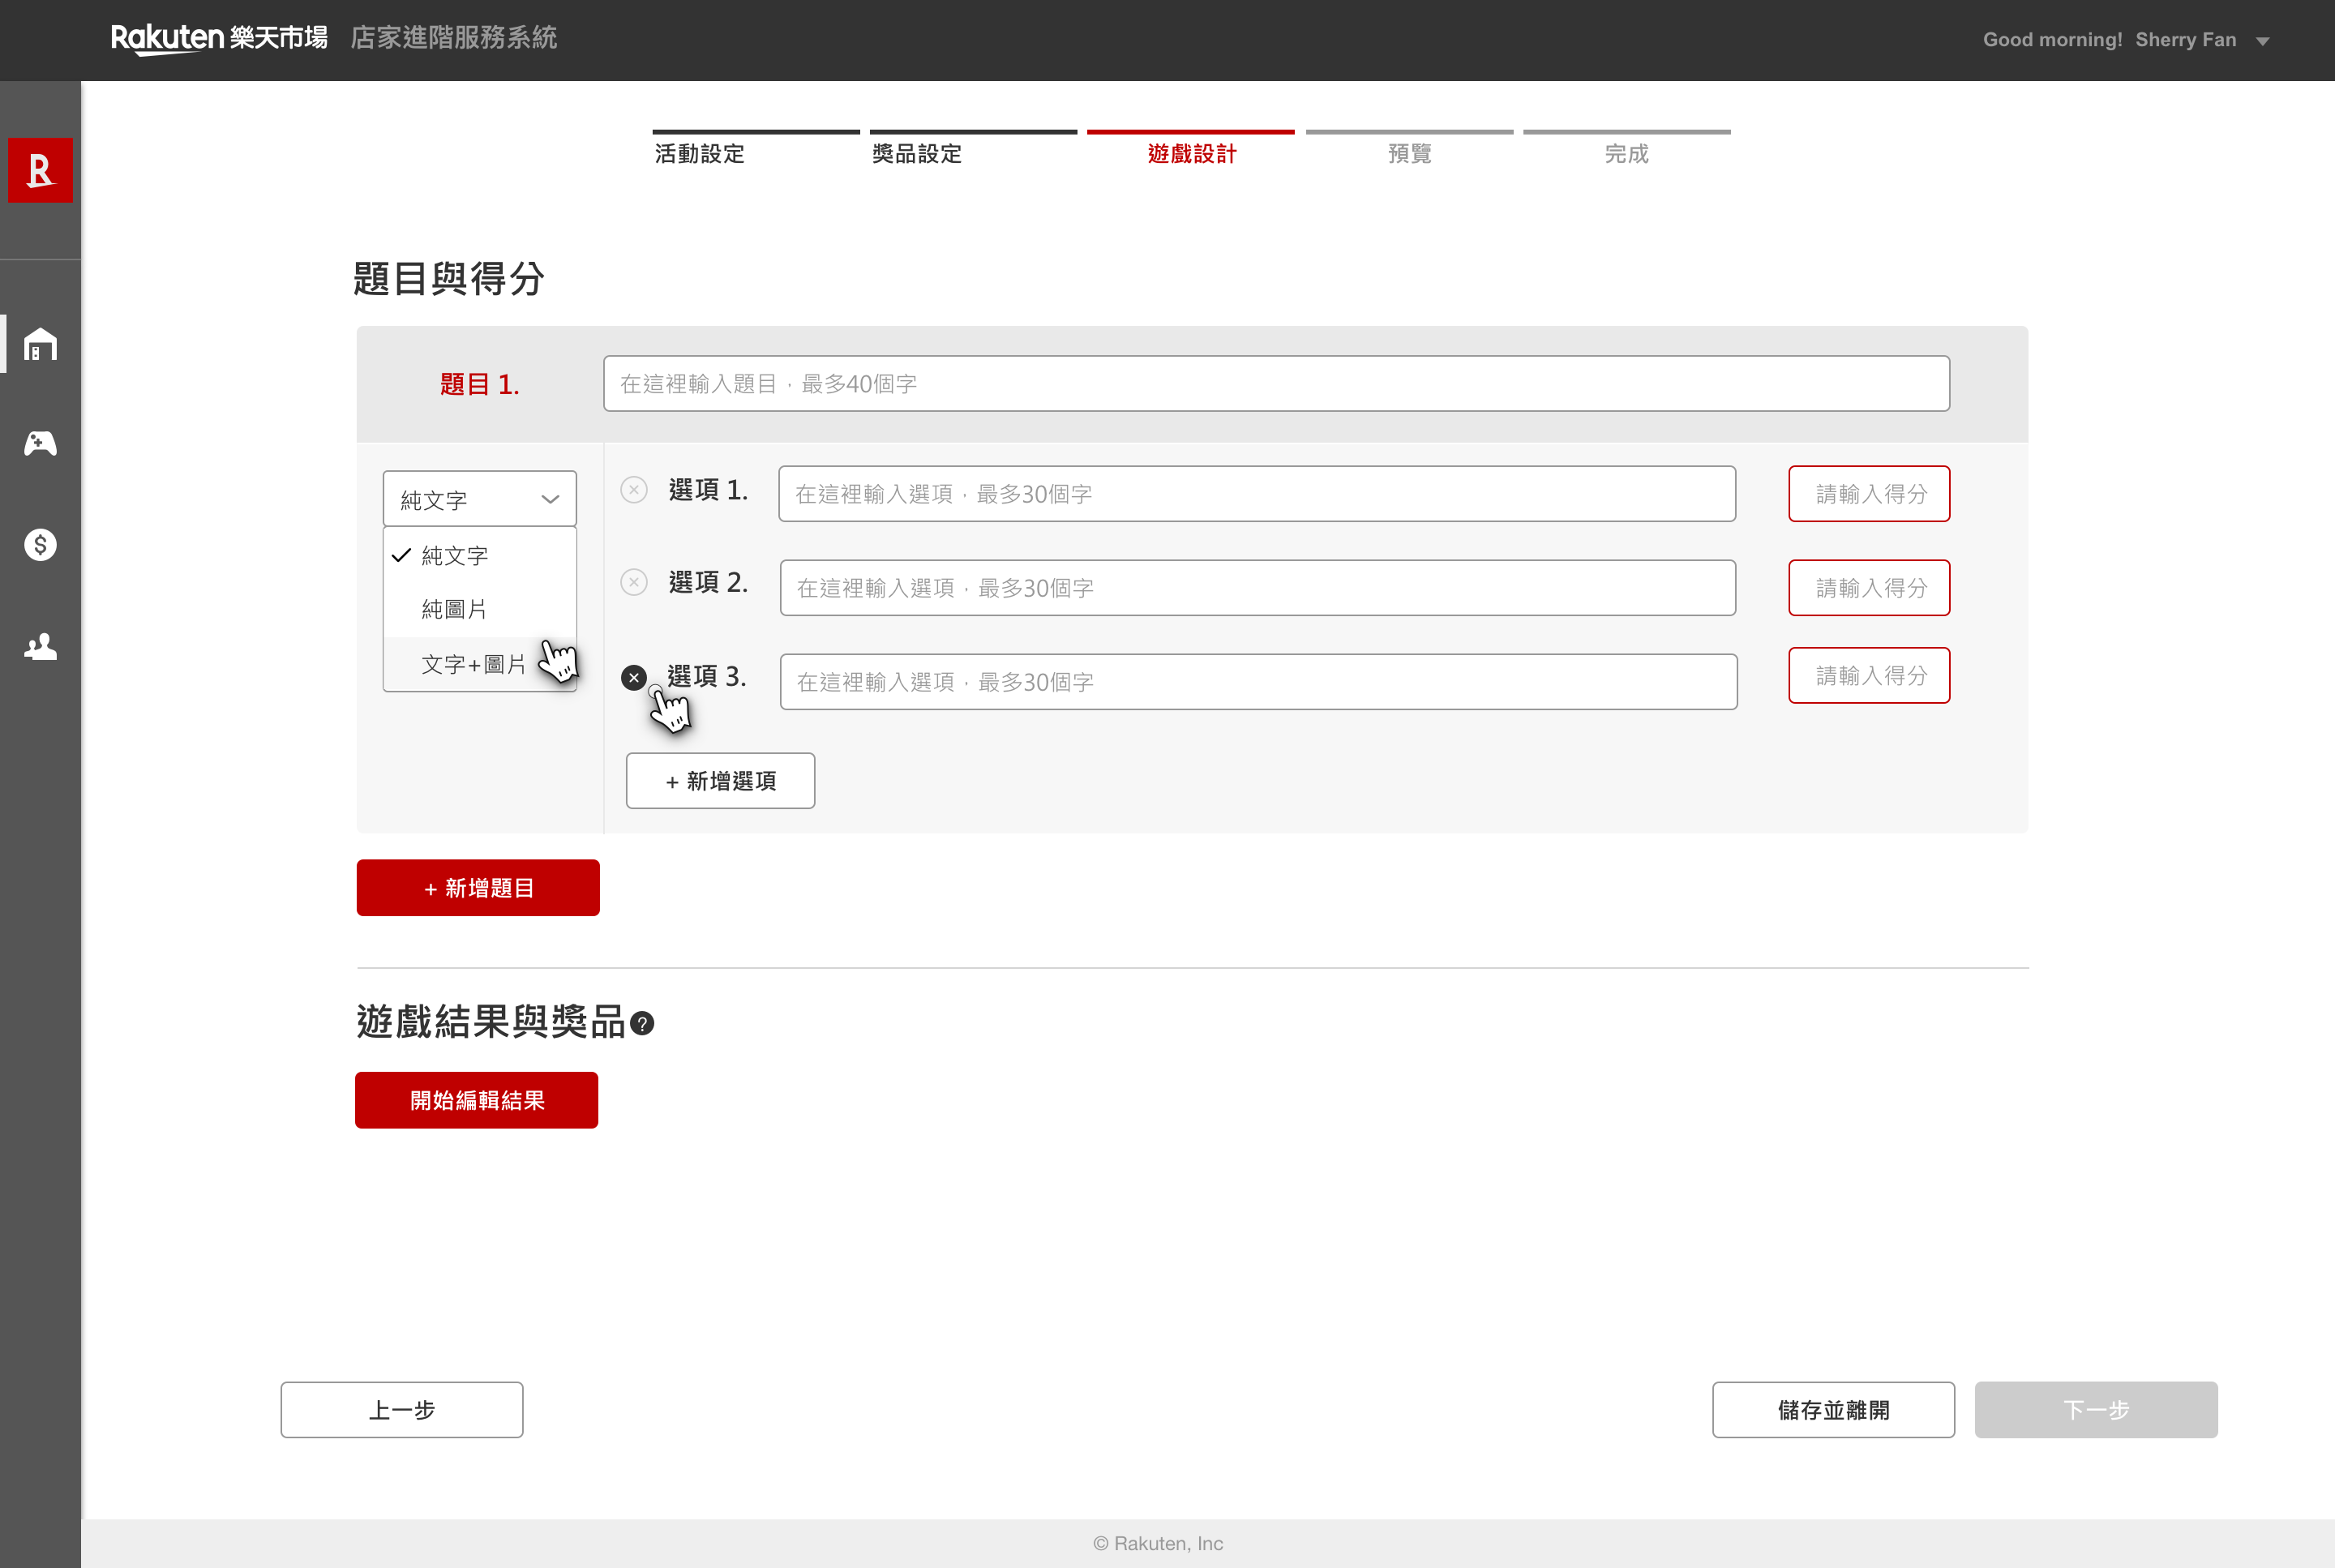 Rakuten 樂天市場 店家進階服務系統
Good morning! Sherry Fan
R
活動設定 獎品設定 遊戲設計 預覽 完成
題目與得分
題目 1. 在這裡輸入題目，最多40個字
純文字
純文字
純圖片
文字+圖片
選項 1. 在這裡輸入選項，最多30個字 請輸入得分
選項 2. 在這裡輸入選項，最多30個字 請輸入得分
選項 3. 在這裡輸入選項，最多30個字 請輸入得分
+ 新增選項
+ 新增題目
遊戲結果與獎品?
開始編輯結果
上一步 儲存並離開 下一步
© Rakuten, Inc